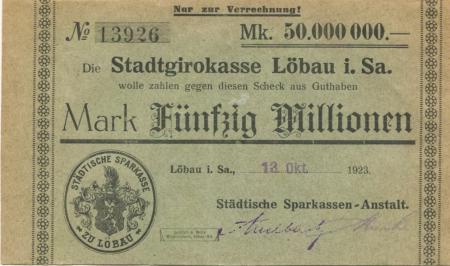 Nur zur Verrechnung!
№ 13926 Mk. 50.000 000.—
Die Stadtgirokasse Löbau i. Sa.
wolle zahlen gegen diesen Scheck aus Guthaben
Mark Fünfzig Millionen
Löbau i. Sa., 13. Okt. 1923.
Städtische Sparkassen-Anstalt.
STÄDTISCHE SPARKASSE
ZU LÖBAU